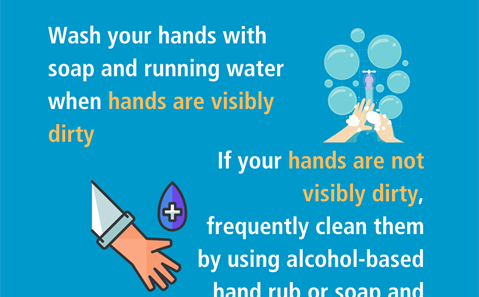 Wash your hands with
soap and running water
when hands are visibly
dirty
If your hands are not
visibly dirty,
frequently clean them
by using alcohol-based
hand rub or soap and